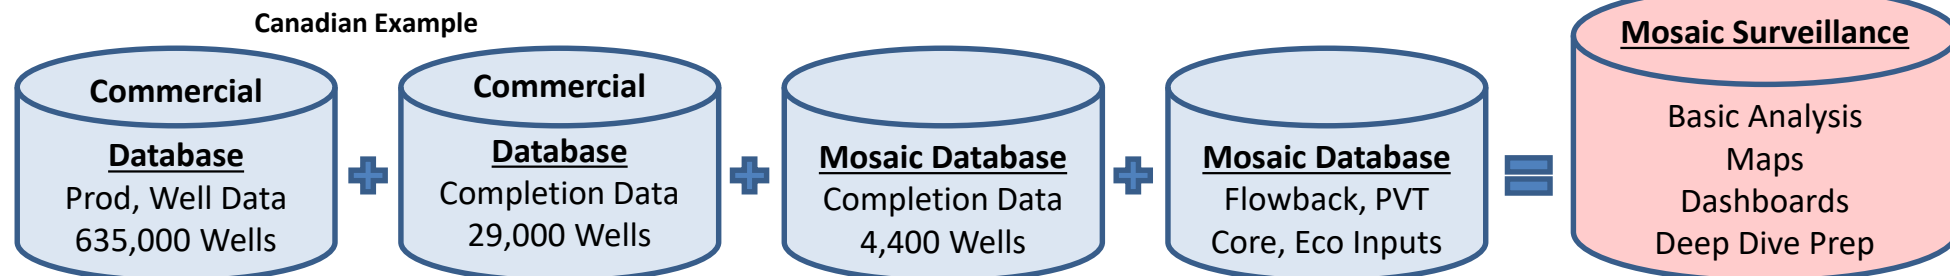 Canadian Example
Commercial
Database
Prod, Well Data
635,000 Wells
Commercial
Database
Completion Data
29,000 Wells
Mosaic Database
Completion Data
4,400 Wells
Mosaic Database
Flowback, PVT
Core, Eco Inputs
Mosaic Surveillance
Basic Analysis
Maps
Dashboards
Deep Dive Prep